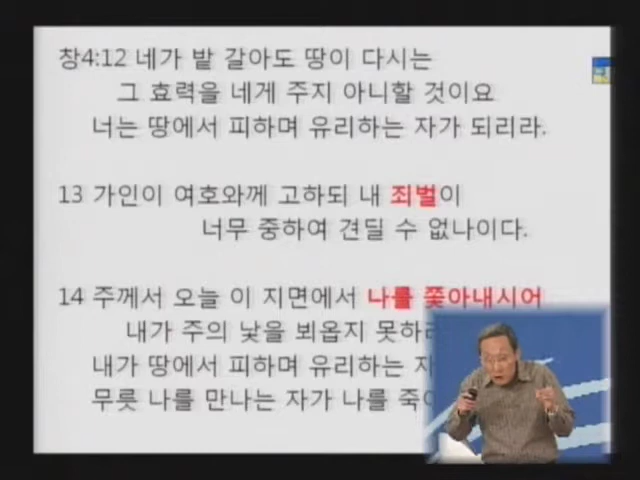 창4:12 네가 밭 갈아도 땅이 다시는
그 효력을 네게 주지 아니할 것이요
너는 땅에서 피하며 유리하는 자가 되리라.
13 가인이 여호와께 고하되 내 죄벌이
너무 중하여 견딜 수 없나이다.
14 주께서 오늘 이 지면에서 나를 쫓아내시어
내가 주의 낯을 뵈옵지 못하
내가 땅에서 피하며 유리하는
무릇 나를 만나는 자가 나를